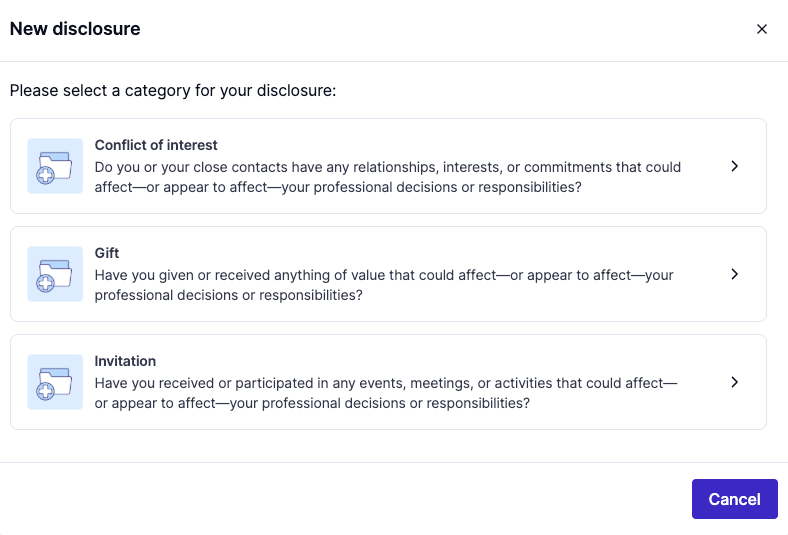 New disclosure
Please select a category for your disclosure:
Conflict of interest
Do you or your close contacts have any relationships, interests, or commitments that could
affect—or appear to affect—your professional decisions or responsibilities?
Gift
Have you given or received anything of value that could affect—or appear to affect—your
professional decisions or responsibilities?
Invitation
Have you received or participated in any events, meetings, or activities that could affect—
or appear to affect—your professional decisions or responsibilities?
Cancel